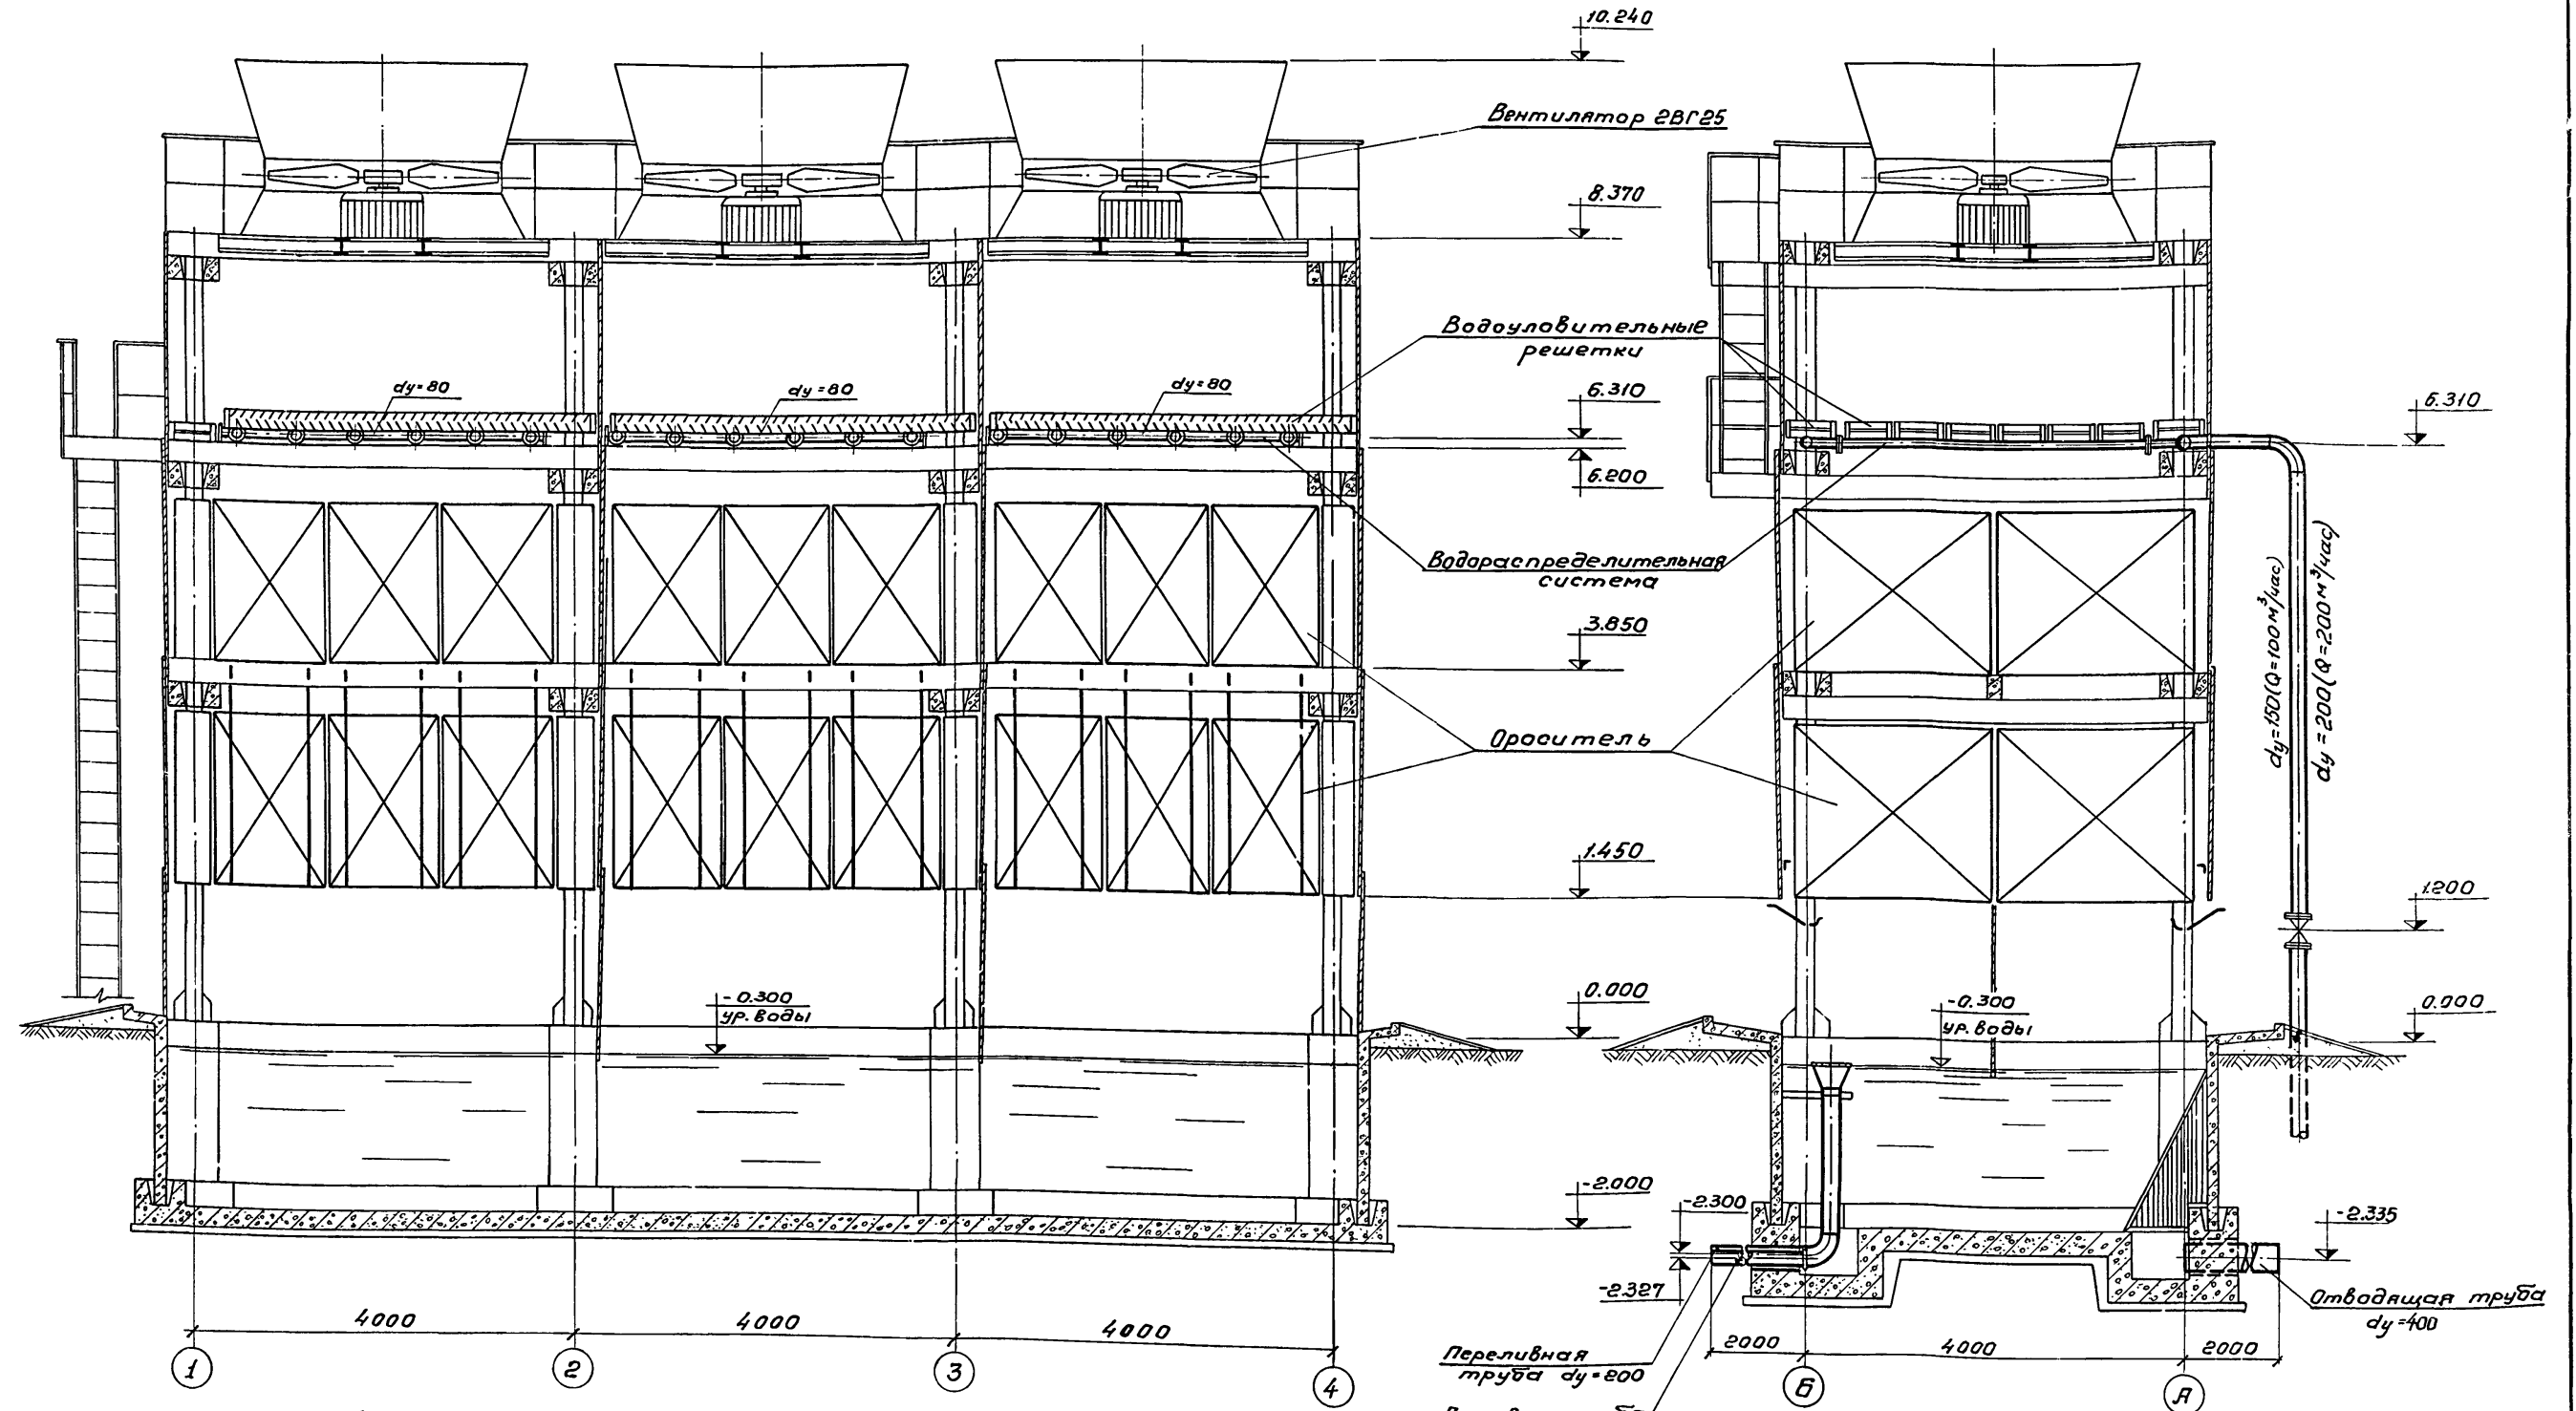 10.240
Вентилятор 2ВГ25
8.370
Водоуловительные
решетки
dy=80
dy=80
dy=80
6.310
6.310
6.200
Водораспределительная
система
dy=150(Q=100м³/час)
dy=200(Q=200м³/час)
3.850
Ороситель
1.450
1.200
-0.300
ур. воды
0.000
-0.300
ур. воды
0.000
-2.000
-2.300
-2.335
-2.327
Отводящая труба
dy=400
4000
4000
4000
2000
4000
2000
Переливная
труба dy=200
1
2
3
4
Б
А